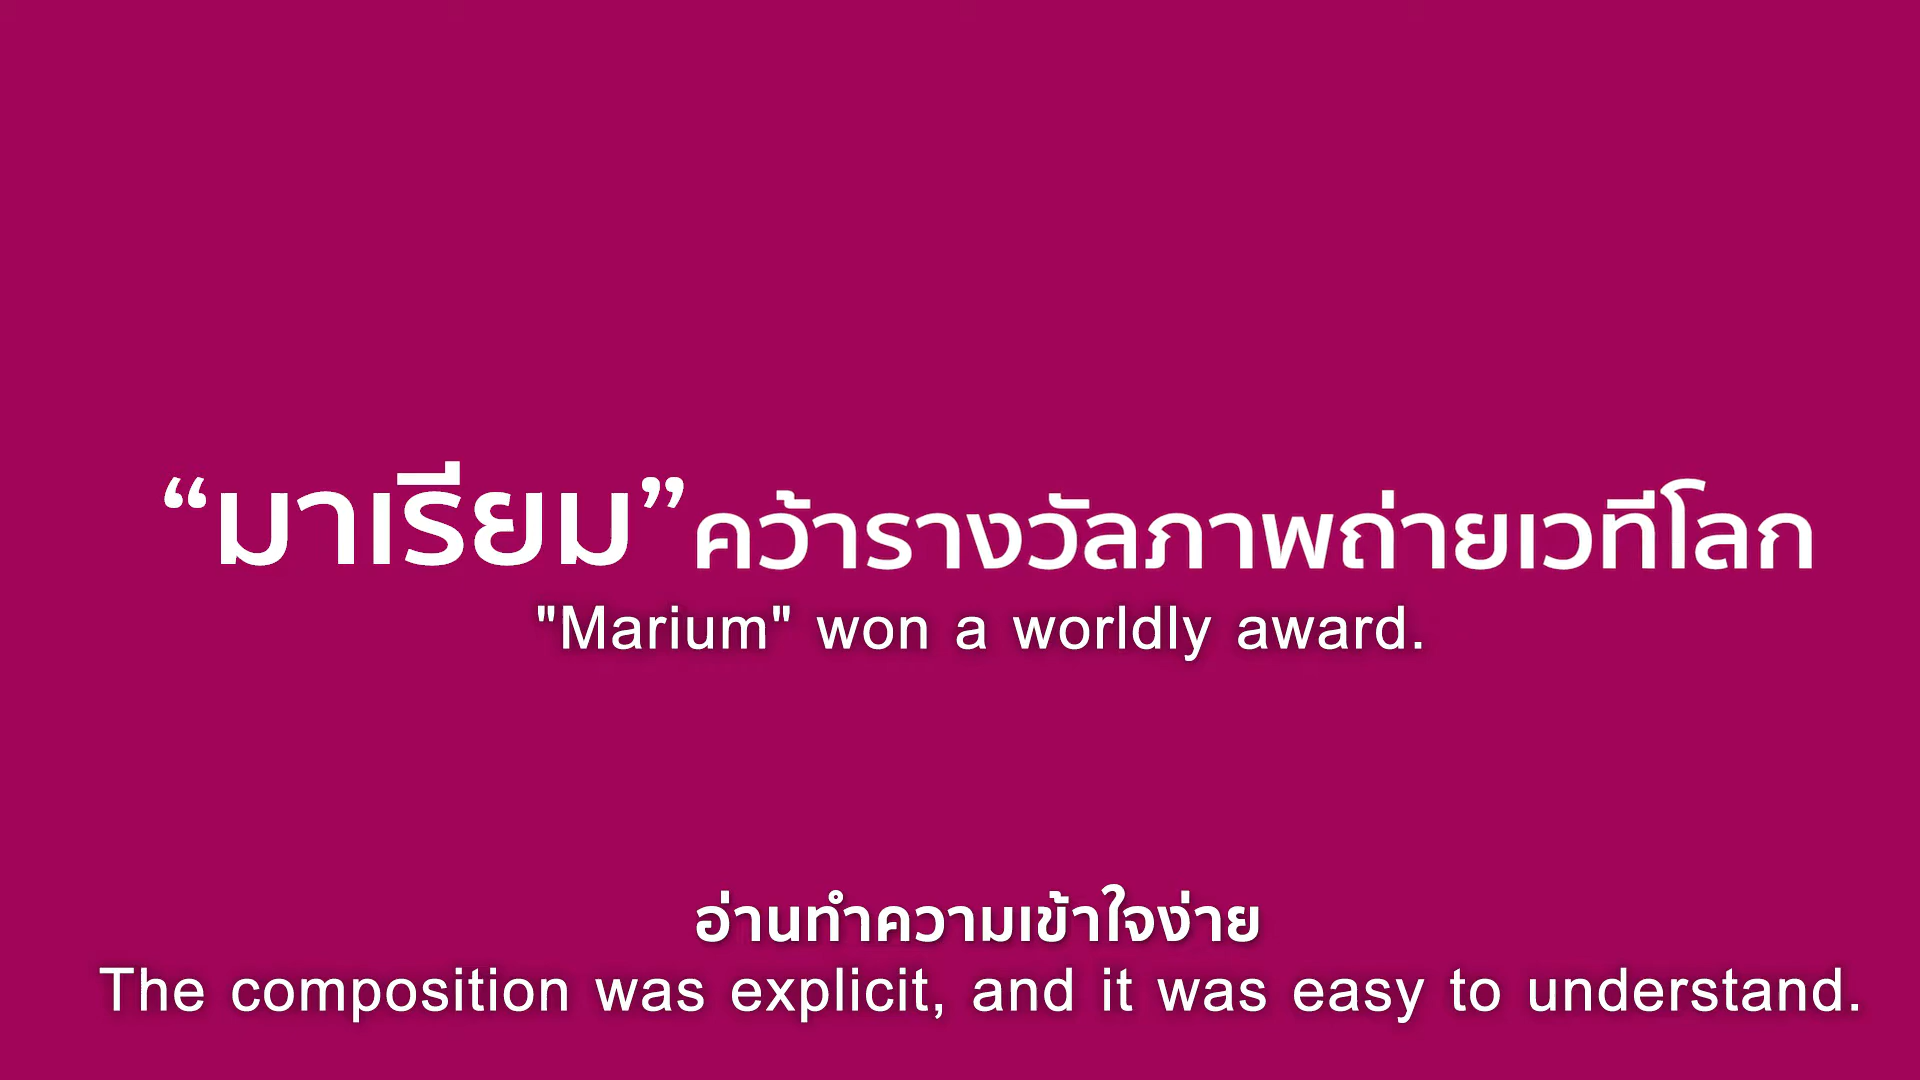 “มาเรียม” คว้ารางวัลภาพถ่ายเวทีโลก
"Marium" won a worldly award.
อ่านทำความเข้าใจง่าย
The composition was explicit, and it was easy to understand.